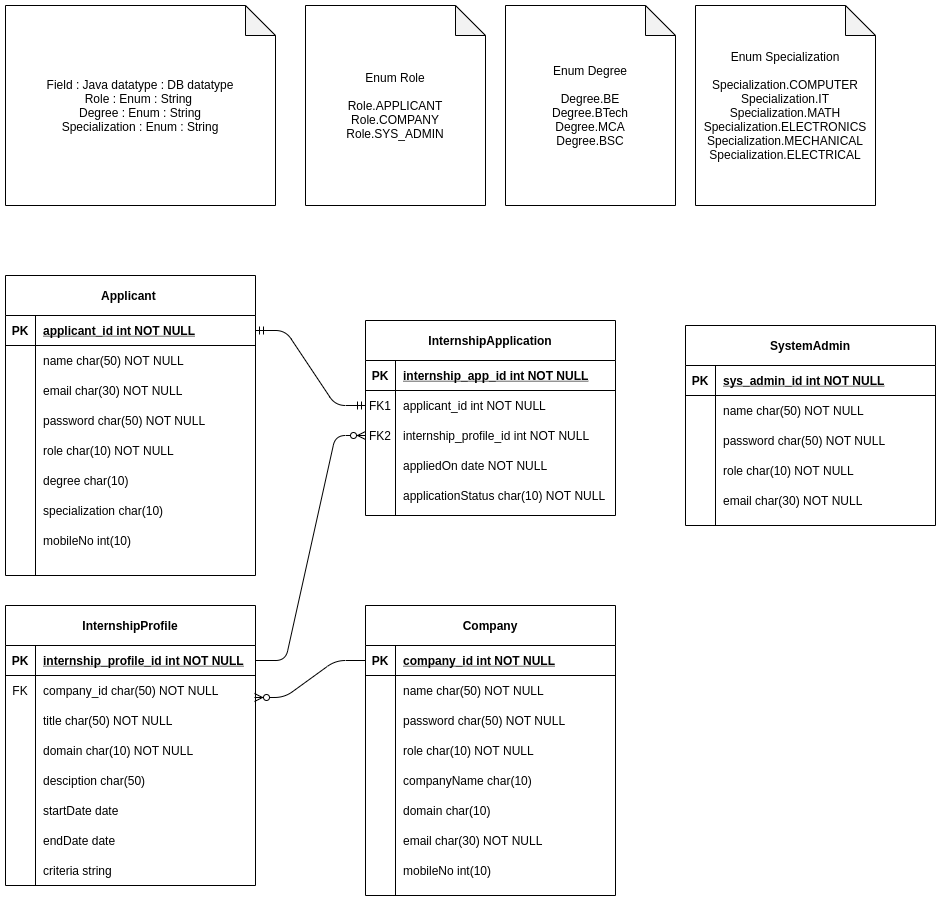 Field : Java datatype : DB datatype
Role : Enum : String
Degree : Enum : String
Specialization : Enum : String
Enum Role
Role.APPLICANT
Role.COMPANY
Role.SYS_ADMIN
Enum Degree
Degree.BE
Degree.BTech
Degree.MCA
Degree.BSC
Enum Specialization
Specialization.COMPUTER
Specialization.IT
Specialization.MATH
Specialization.ELECTRONICS
Specialization.MECHANICAL
Specialization.ELECTRICAL
Applicant
PK applicant_id int NOT NULL
name char(50) NOT NULL
email char(30) NOT NULL
password char(50) NOT NULL
role char(10) NOT NULL
degree char(10)
specialization char(10)
mobileNo int(10)
InternshipApplication
PK internship_app_id int NOT NULL
FK1 applicant_id int NOT NULL
FK2 internship_profile_id int NOT NULL
appliedOn date NOT NULL
applicationStatus char(10) NOT NULL
SystemAdmin
PK sys_admin_id int NOT NULL
name char(50) NOT NULL
password char(50) NOT NULL
role char(10) NOT NULL
email char(30) NOT NULL
InternshipProfile
PK internship_profile_id int NOT NULL
FK company_id char(50) NOT NULL
title char(50) NOT NULL
domain char(10) NOT NULL
desciption char(50)
startDate date
endDate date
criteria string
Company
PK company_id int NOT NULL
name char(50) NOT NULL
password char(50) NOT NULL
role char(10) NOT NULL
companyName char(10)
domain char(10)
email char(30) NOT NULL
mobileNo int(10)